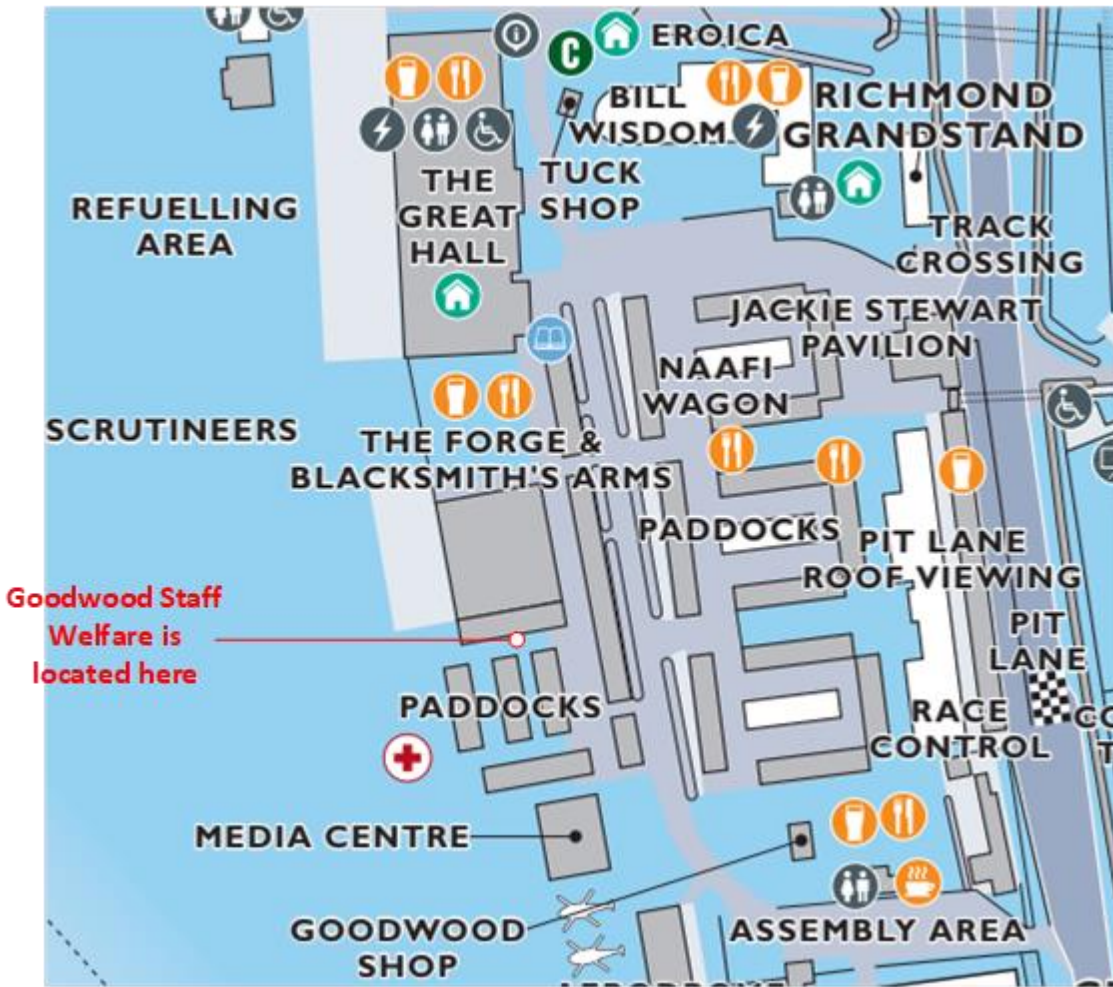 EROICA
BILL
WISDOM
RICHMOND
GRANDSTAND
TUCK
SHOP
THE
GREAT
HALL
REFUELLING
AREA
TRACK
CROSSING
JACKIE STEWART
PAVILION
NAAFI
WAGON
SCRUTINEERS
THE FORGE &
BLACKSMITH'S ARMS
PADDOCKS
PIT LANE
ROOF VIEWING
Goodwood Staff
Welfare is
located here
PIT
LANE
PADDOCKS
RACE
CONTROL
MEDIA CENTRE
GOODWOOD
SHOP
ASSEMBLY AREA